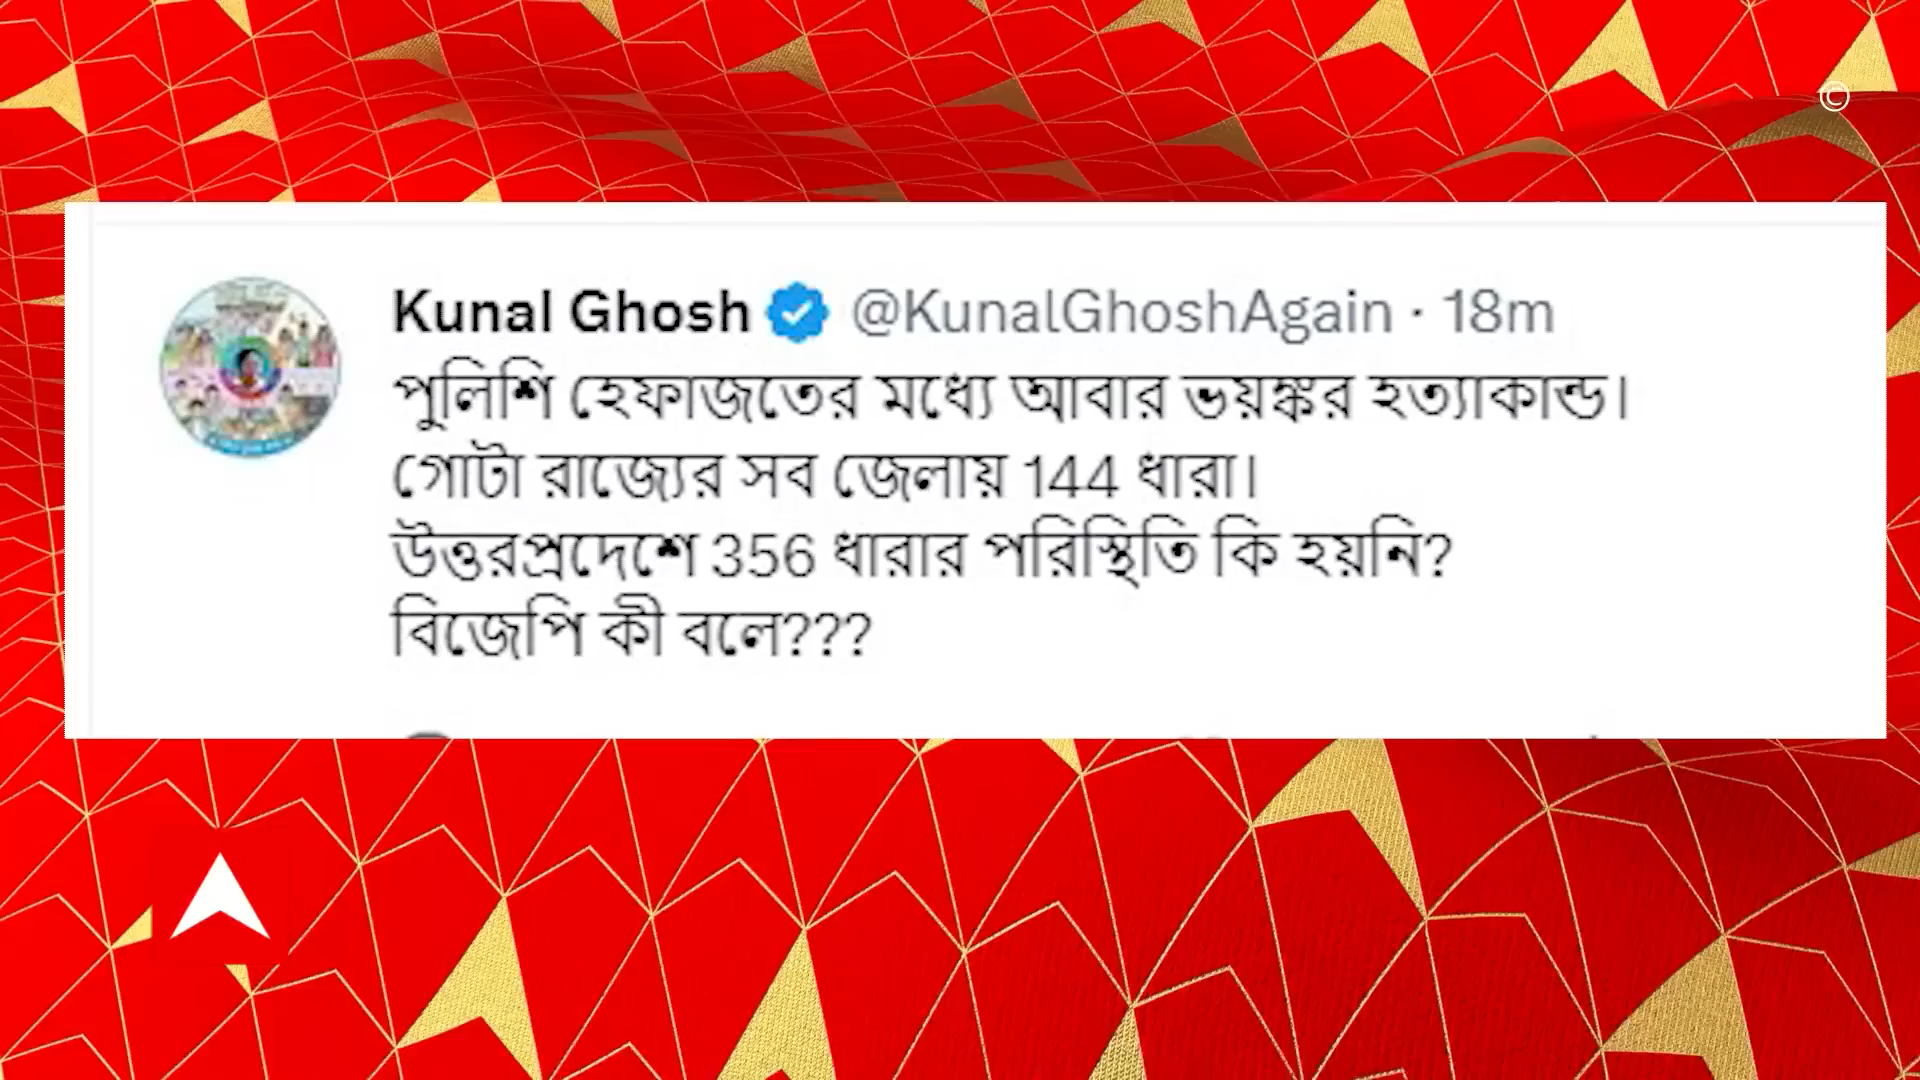 ©
Kunal Ghosh @KunalGhoshAgain · 18m
পুলিশি হেফাজতের মধ্যে আবার ভয়ঙ্কর হত্যাকান্ড।
গোটা রাজ্যের সব জেলায় 144 ধারা।
উত্তরপ্রদেশে 356 ধারার পরিস্থিতি কি হয়নি?
বিজেপি কী বলে???